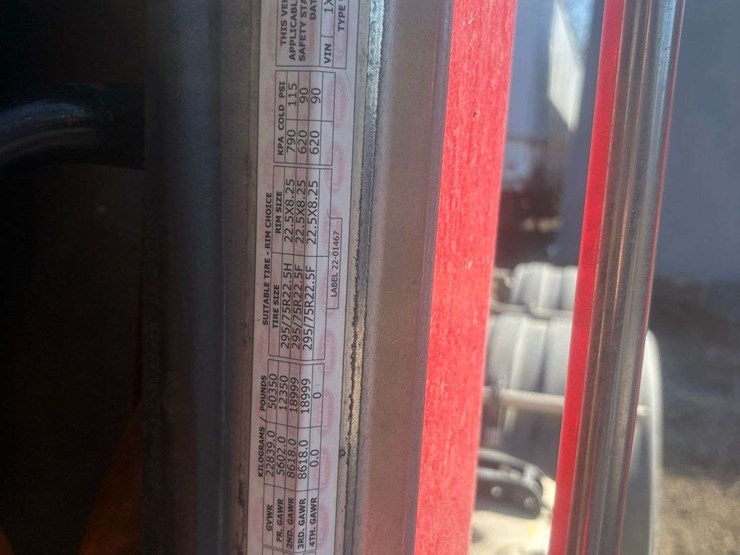 KILOGRAMS / POUNDS SUITABLE TIRE - RIM CHOICE
GVWR 22839.0 50350 TIRE SIZE RIM SIZE KPA COLD PSI
FR. GAWR 5602.0 12350 295/75R22.5H 22.5X8.25 790 115
2ND. GAWR 8618.0 18999 295/75R22.5F 22.5X8.25 620 90
3RD. GAWR 8618.0 18999 295/75R22.5F 22.5X8.25 620 90
4TH. GAWR 0.0 0
LABEL 22-01467
THIS VE
APPLICABL
SAFETY STA
DAT
VIN 1
TYPE